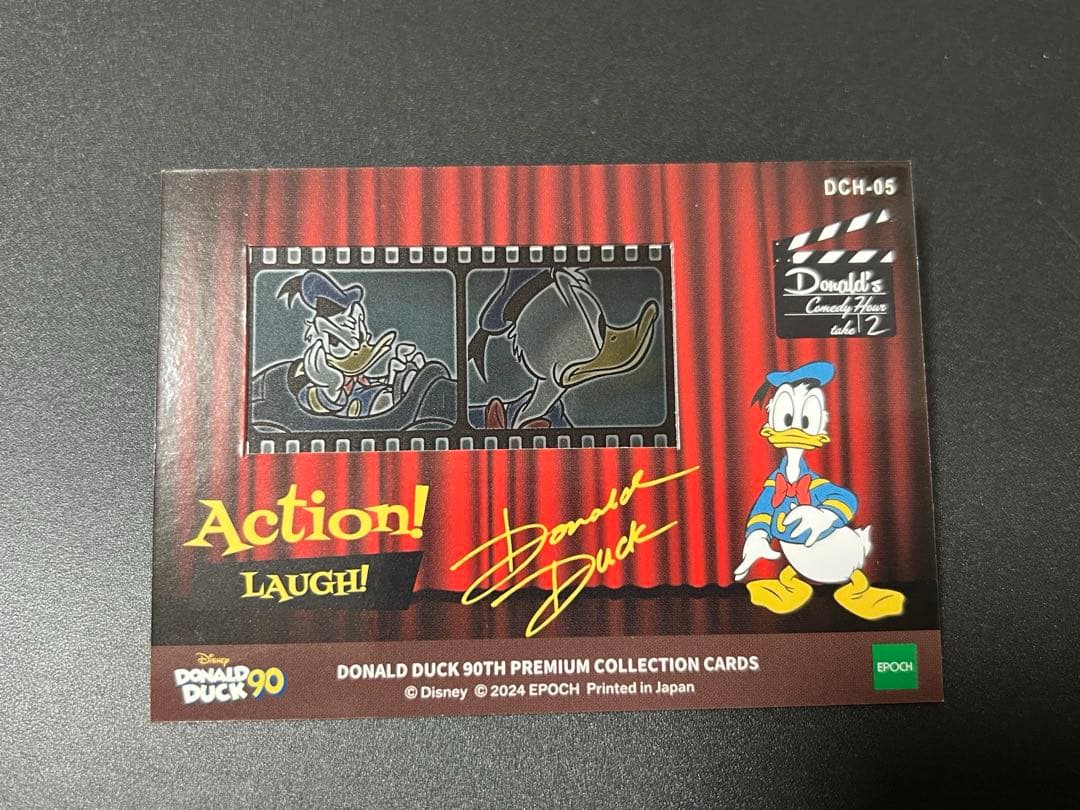 DCH-05
Donald's
Comedy Hour
take 12
Action!
LAUGH!
Donald
Duck
Disney
DONALD
DUCK 90
DONALD DUCK 90TH PREMIUM COLLECTION CARDS
© Disney © 2024 EPOCH Printed in Japan
EPOCH